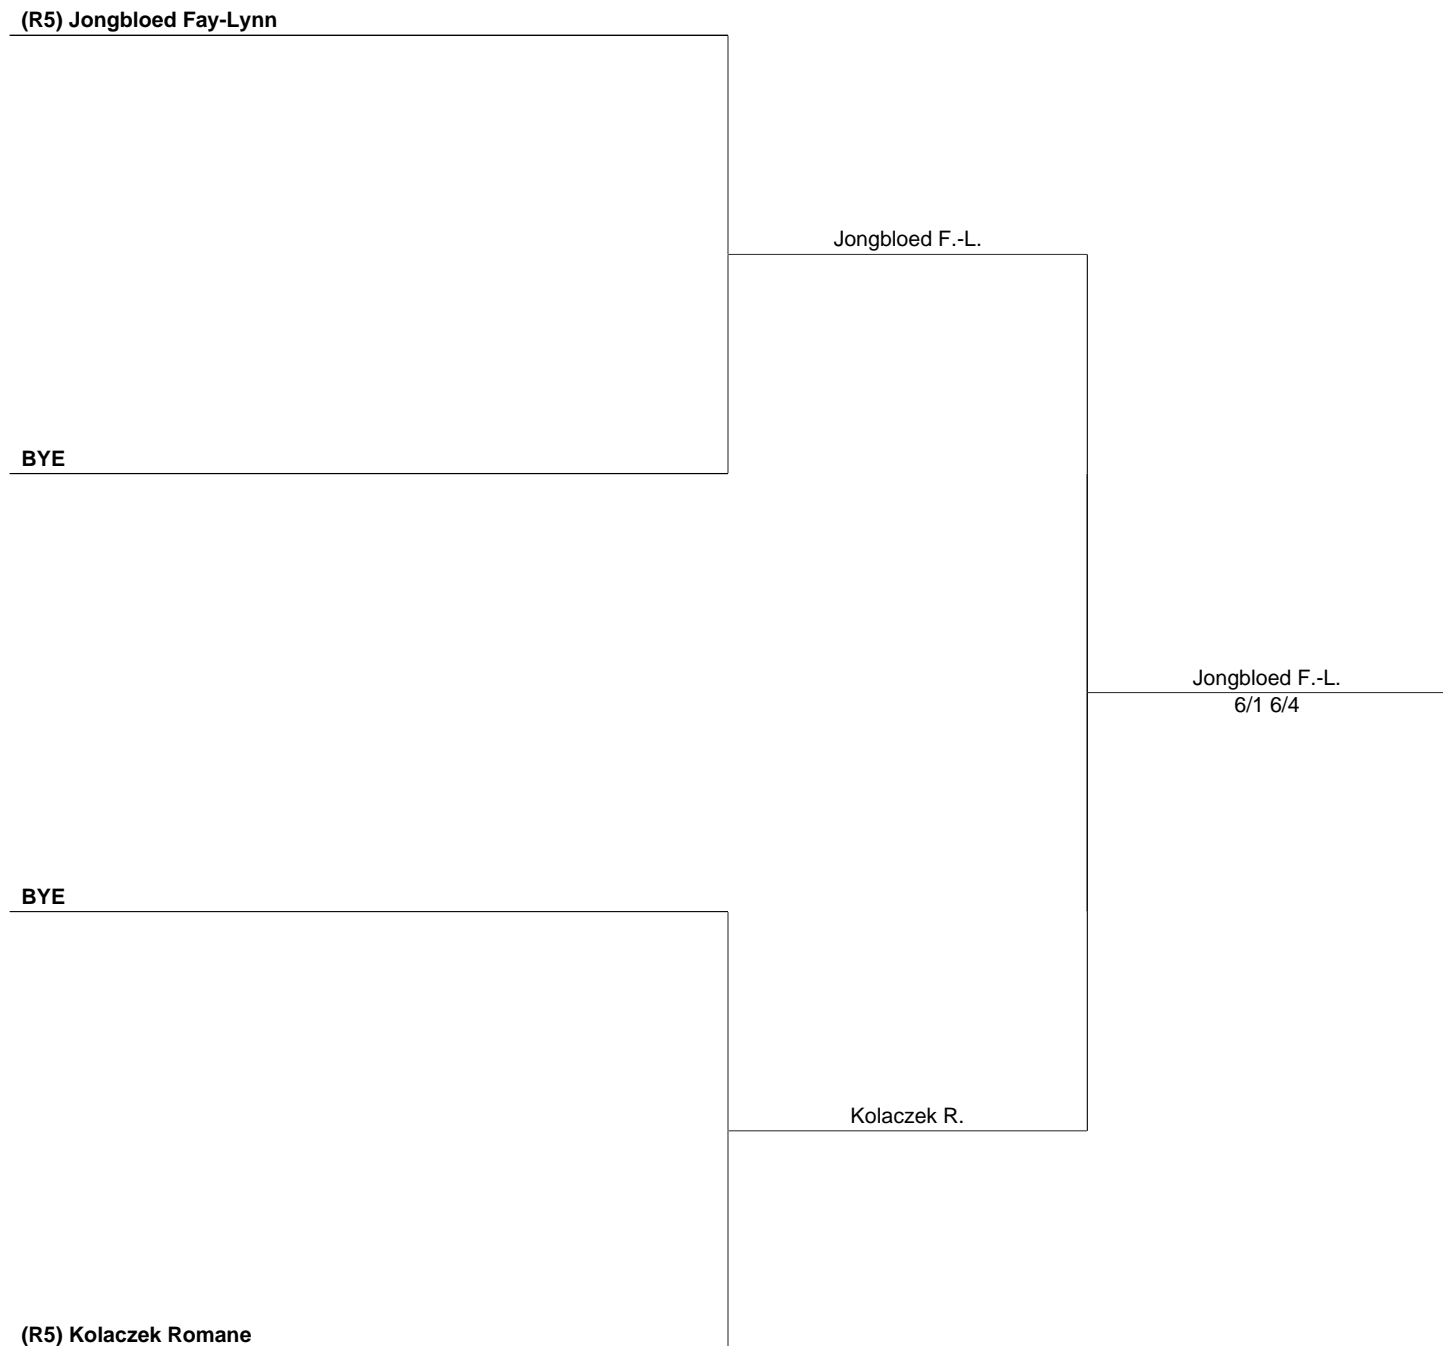 (R5) Jongbloed Fay-Lynn
Jongbloed F.-L.
BYE
Jongbloed F.-L.
6/1 6/4
BYE
Kolaczek R.
(R5) Kolaczek Romane